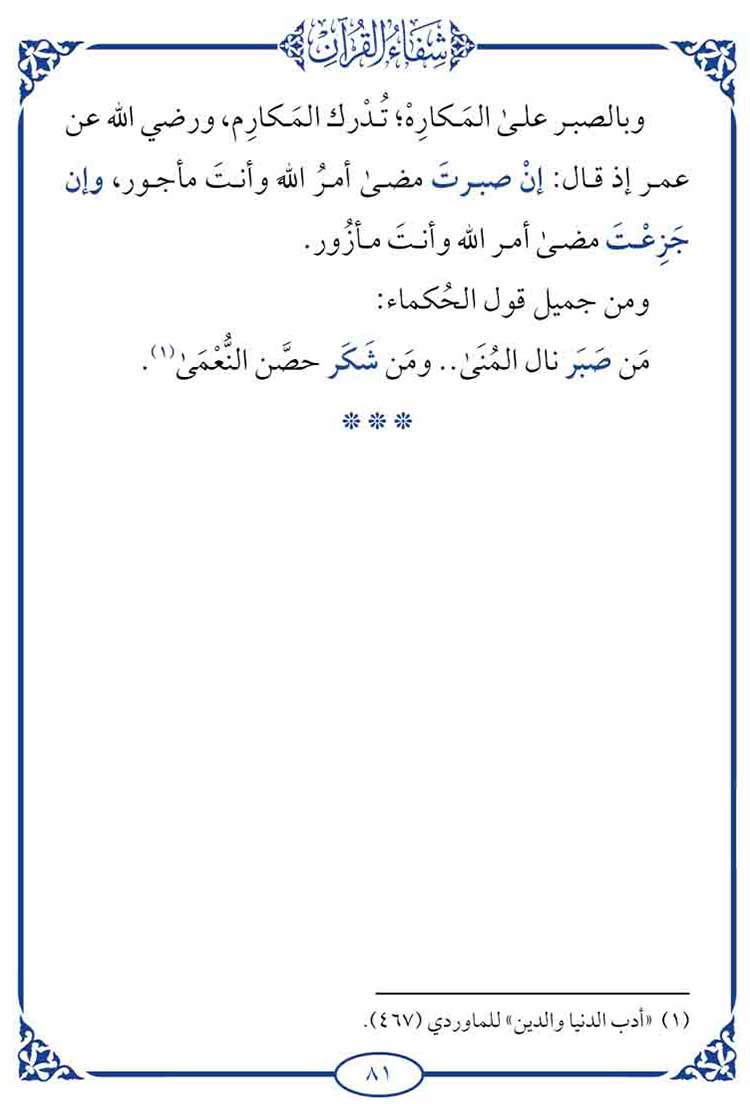 شِفَاءُ القُرْآنِ
وبالصبر علىٰ المَكارِهْ؛ تُدْرك المَكارِم، ورضي الله عن
عمر إذ قال: إنْ صبرتَ مضىٰ أمرُ الله وأنتَ مأجور، وإن
جَزِعْتَ مضىٰ أمر الله وأنتَ مأزُور.
ومن جميل قول الحُكماء:
مَن صَبَر نال المُنَىٰ.. ومَن شَكَر حصَّن النُّعْمَىٰ(١).
(١) «أدب الدنيا والدين» للماوردي (٤٦٧).
٨١